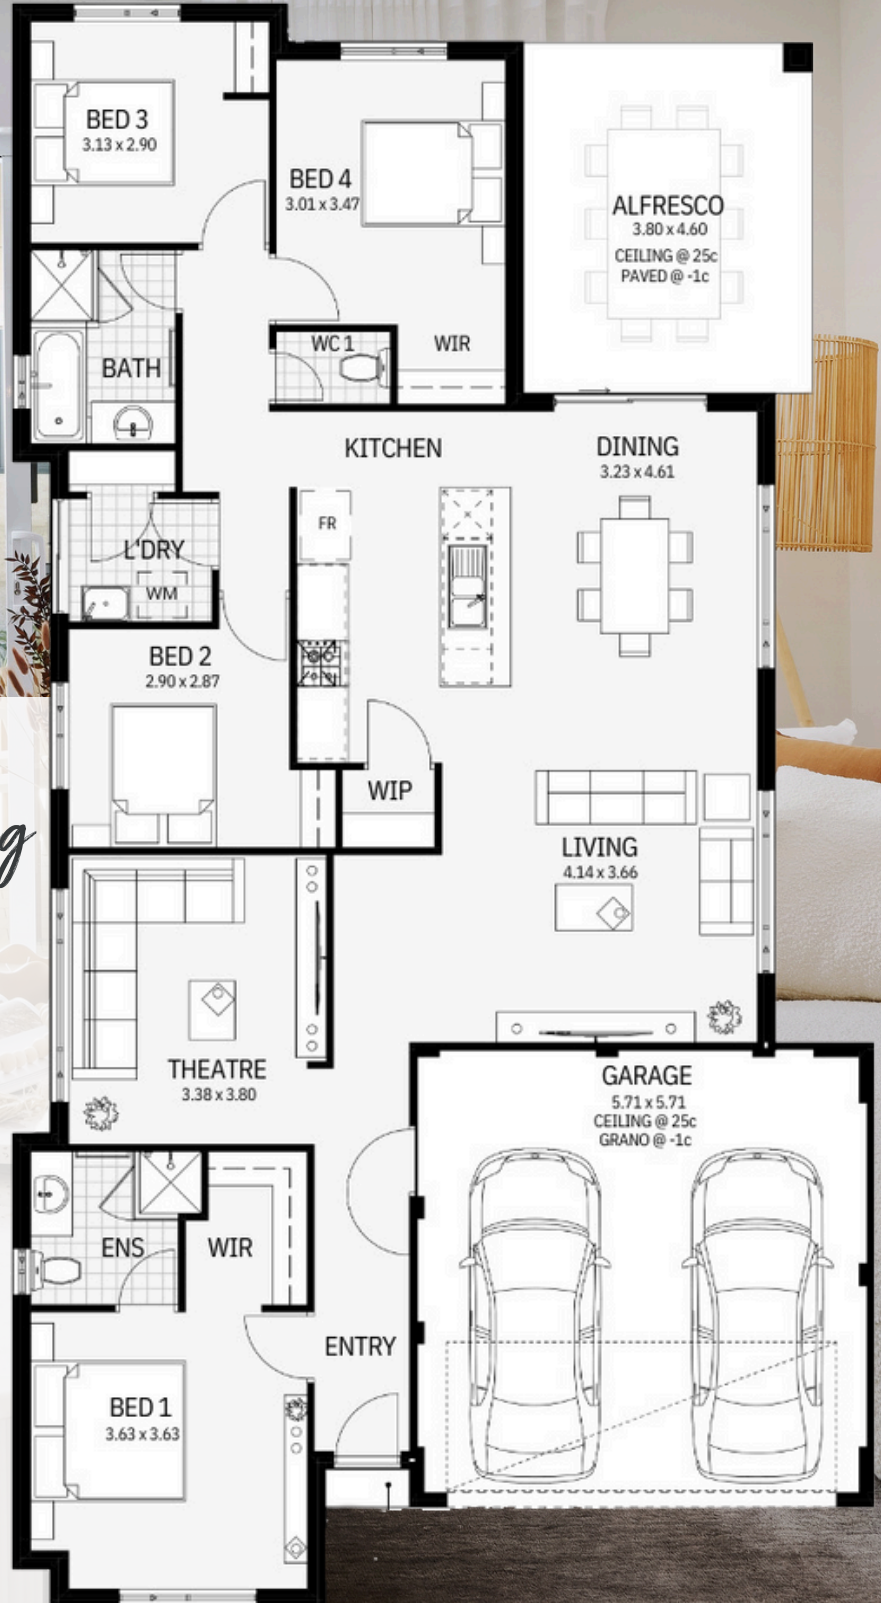 BED 3
3.13 x 2.90
BED 4
3.01 x 3.47
ALFRESCO
3.80 x 4.60
CEILING @ 25c
PAVED @ -1c
BATH
WC 1
WIR
KITCHEN
DINING
3.23 x 4.61
FR
L'DRY
WM
BED 2
2.90 x 2.87
WIP
g
LIVING
4.14 x 3.66
THEATRE
3.38 x 3.80
GARAGE
5.71 x 5.71
CEILING @ 25c
GRANO @ -1c
ENS
WIR
ENTRY
BED 1
3.63 x 3.63